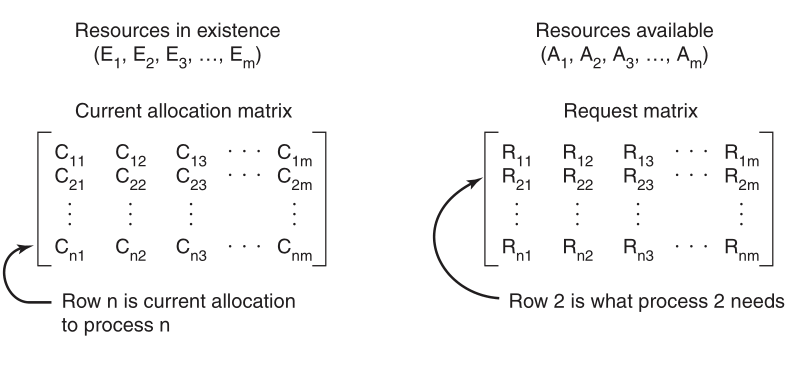 Resources in existence
(E1, E2, E3, ..., Em)
Current allocation matrix
C11 C12 C13 · · · C1m
C21 C22 C23 · · · C2m
Cn1 Cn2 Cn3 · · · Cnm
Row n is current allocation
to process n
Resources available
(A1, A2, A3, ..., Am)
Request matrix
R11 R12 R13 · · · R1m
R21 R22 R23 · · · R2m
Rn1 Rn2 Rn3 · · · Rnm
Row 2 is what process 2 needs